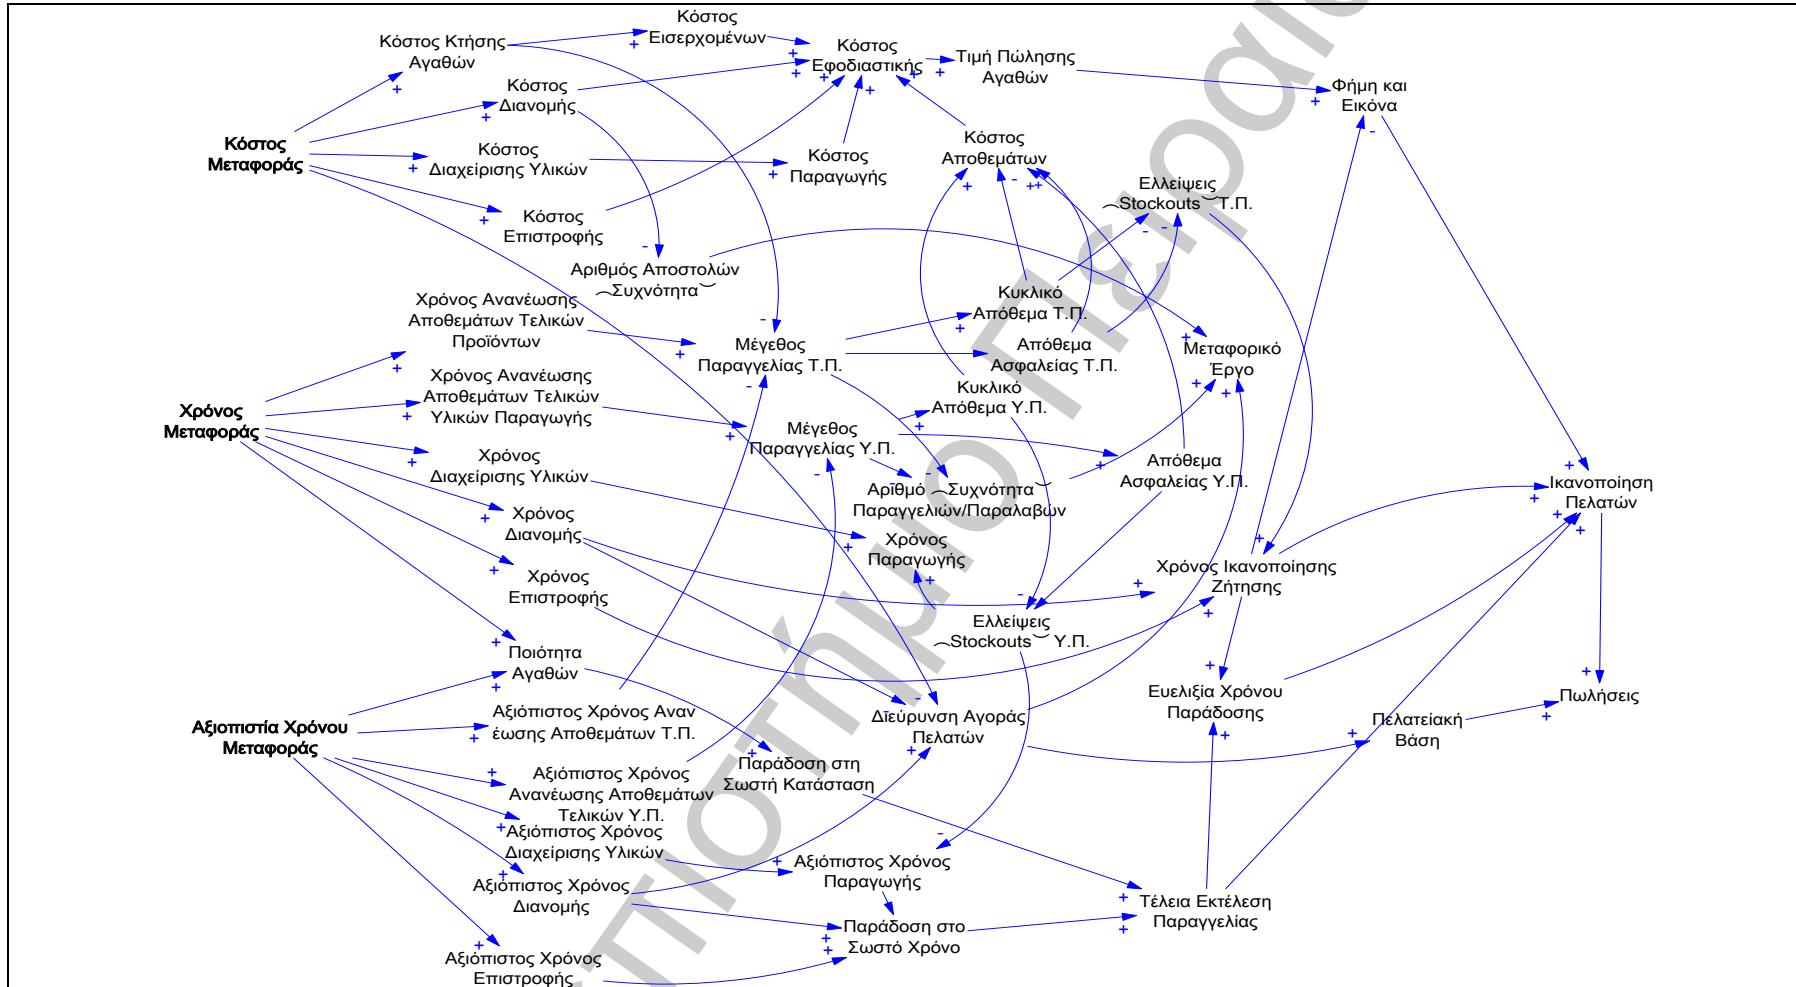 Κόστος
Εισερχομένων
Κόστος Κτήσης
Αγαθών
Κόστος
Εφοδιαστικής
Τιμή Πώλησης
Αγαθών
Φήμη και
Εικόνα
Κόστος
Διανομής
Κόστος
Μεταφοράς
Κόστος
Διαχείρισης Υλικών
Κόστος
Παραγωγής
Κόστος
Αποθεμάτων
Ελλείψεις
(Stockouts) Τ.Π.
Κόστος
Επιστροφής
Αριθμός Αποστολών
(Συχνότητα)
Χρόνος Ανανέωσης
Αποθεμάτων Τελικών
Προϊόντων
Κυκλικό
Απόθεμα Τ.Π.
Μέγεθος
Παραγγελίας Τ.Π.
Απόθεμα
Ασφαλείας Τ.Π.
Μεταφορικό
Έργο
Χρόνος Ανανέωσης
Αποθεμάτων Τελικών
Υλικών Παραγωγής
Κυκλικό
Απόθεμα Υ.Π.
Χρόνος
Μεταφοράς
Μέγεθος
Παραγγελίας Υ.Π.
Χρόνος
Διαχείρισης Υλικών
Απόθεμα
Ασφαλείας Υ.Π.
Αριθμό (Συχνότητα)
Παραγγελιών/Παραλαβών
Ικανοποίηση
Πελατών
Χρόνος
Διανομής
Χρόνος
Παραγωγής
Χρόνος Ικανοποίησης
Ζήτησης
Χρόνος
Επιστροφής
Ελλείψεις
(Stockouts) Υ.Π.
Ποιότητα
Αγαθών
Ευελιξία Χρόνου
Παράδοσης
Πωλήσεις
Αξιοπιστία Χρόνου
Μεταφοράς
Αξιόπιστος Χρόνος Αναν
έωσης Αποθεμάτων Τ.Π.
Διεύρυνση Αγοράς
Πελατών
Πελατειακή
Βάση
Παράδοση στη
Σωστή Κατάσταση
Αξιόπιστος Χρόνος
Ανανέωσης Αποθεμάτων
Τελικών Υ.Π.
Αξιόπιστος Χρόνος
Διαχείρισης Υλικών
Αξιόπιστος Χρόνος
Παραγωγής
Αξιόπιστος Χρόνος
Διανομής
Τέλεια Εκτέλεση
Παραγγελίας
Παράδοση στο
Σωστό Χρόνο
Αξιόπιστος Χρόνος
Επιστροφής